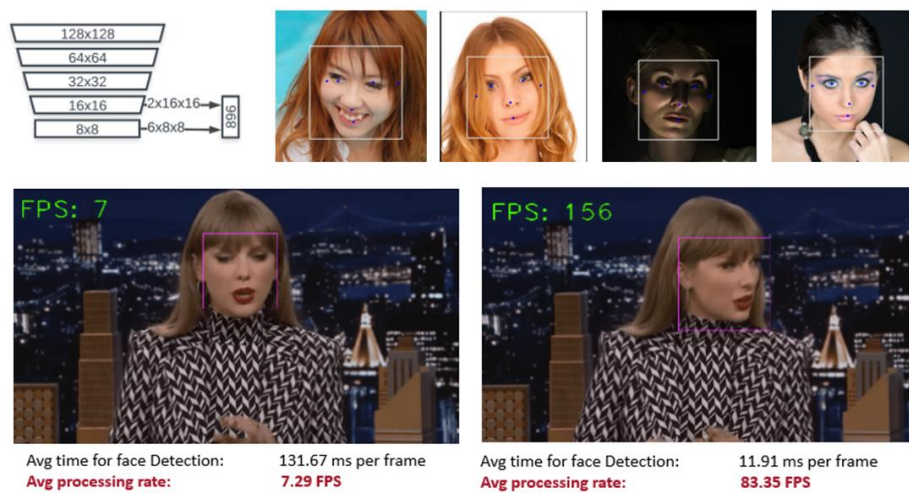 128x128
64x64
32x32
16x16
2x16x16
8x8
6x8x8
896
FPS: 7
FPS: 156
Avg time for face Detection: 131.67 ms per frame
Avg processing rate: 7.29 FPS
Avg time for face Detection: 11.91 ms per frame
Avg processing rate: 83.35 FPS